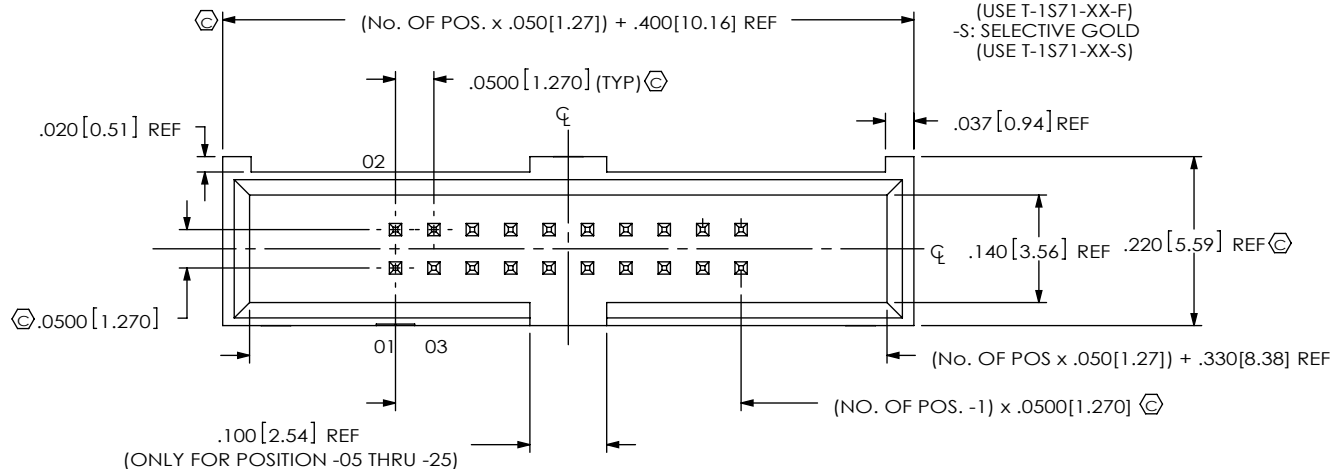 (USE T-1S71-XX-F)
-S: SELECTIVE GOLD
(USE T-1S71-XX-S)
C
(No. OF POS. x .050[1.27]) + .400[10.16] REF
.0500[1.270](TYP) C
.020[0.51] REF
℄
.037[0.94]REF
02
℄
.140[3.56] REF
.220[5.59] REF C
C .0500[1.270]
01
03
(No. OF POS x .050[1.27]) + .330[8.38] REF
(NO. OF POS. -1) x .0500[1.270] C
.100[2.54] REF
(ONLY FOR POSITION -05 THRU -25)